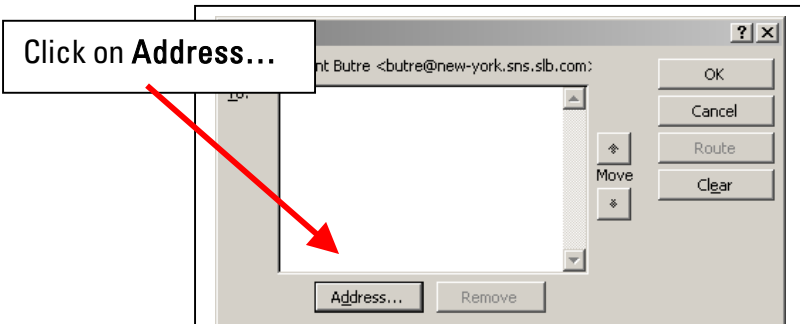 Click on Address...
nt Butre <butre@new-york.sns.slb.com>
To:
OK
Cancel
Route
Clear
Move
Address...
Remove